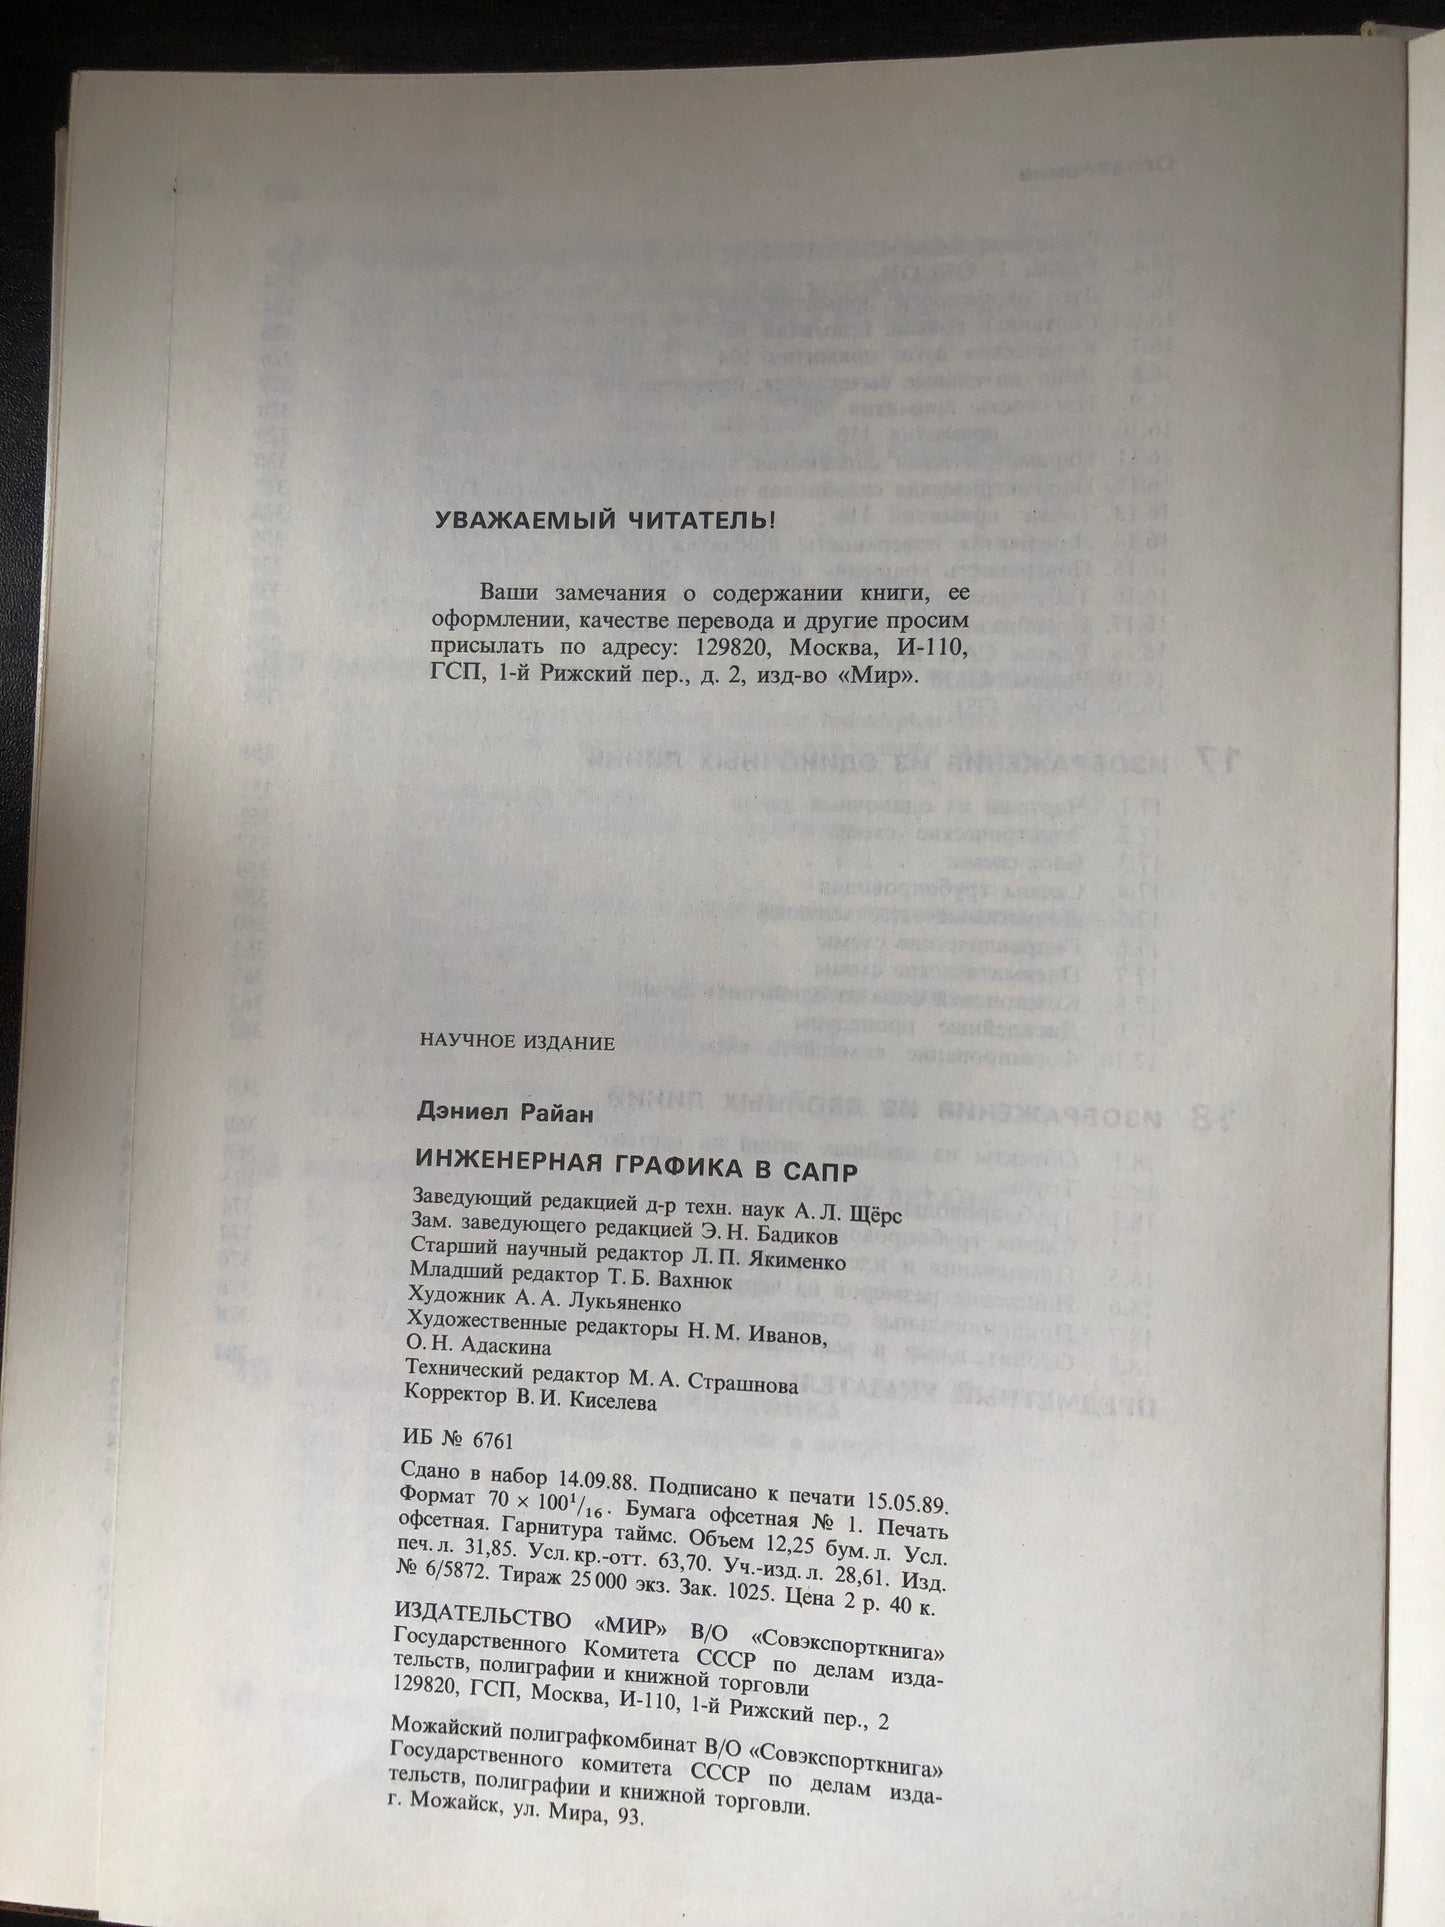 УВАЖАЕМЫЙ ЧИТАТЕЛЬ!
Ваши замечания о содержании книги, ее
оформлении, качестве перевода и другие просим
присылать по адресу: 129820, Москва, И-110,
ГСП, 1-й Рижский пер., д. 2, изд-во «Мир».
НАУЧНОЕ ИЗДАНИЕ
Дэниел Райан
ИНЖЕНЕРНАЯ ГРАФИКА В САПР
Заведующий редакцией д-р техн. наук А. Л. Щёрс
Зам. заведующего редакцией Э. Н. Бадиков
Старший научный редактор Л. П. Якименко
Младший редактор Т. Б. Вахнюк
Художник А. А. Лукьяненко
Художественные редакторы Н. М. Иванов,
О. Н. Адаскина
Технический редактор М. А. Страшнова
Корректор В. И. Киселева
ИБ № 6761
Сдано в набор 14.09.88. Подписано к печати 15.05.89.
Формат 70 × 100¹/₁₆. Бумага офсетная № 1. Печать
офсетная. Гарнитура таймс. Объем 12,25 бум. л. Усл.
печ. л. 31,85. Усл. кр.-отт. 63,70. Уч.-изд. л. 28,61. Изд.
№ 6/5872. Тираж 25 000 экз. Зак. 1025. Цена 2 р. 40 к.
ИЗДАТЕЛЬСТВО «МИР» В/О «Совэкспорткнига»
Государственного Комитета СССР по делам изда-
тельств, полиграфии и книжной торговли
129820, ГСП, Москва, И-110, 1-й Рижский пер., 2
Можайский полиграфкомбинат В/О «Совэкспорткнига»
Государственного комитета СССР по делам изда-
тельств, полиграфии и книжной торговли.
г. Можайск, ул. Мира, 93.